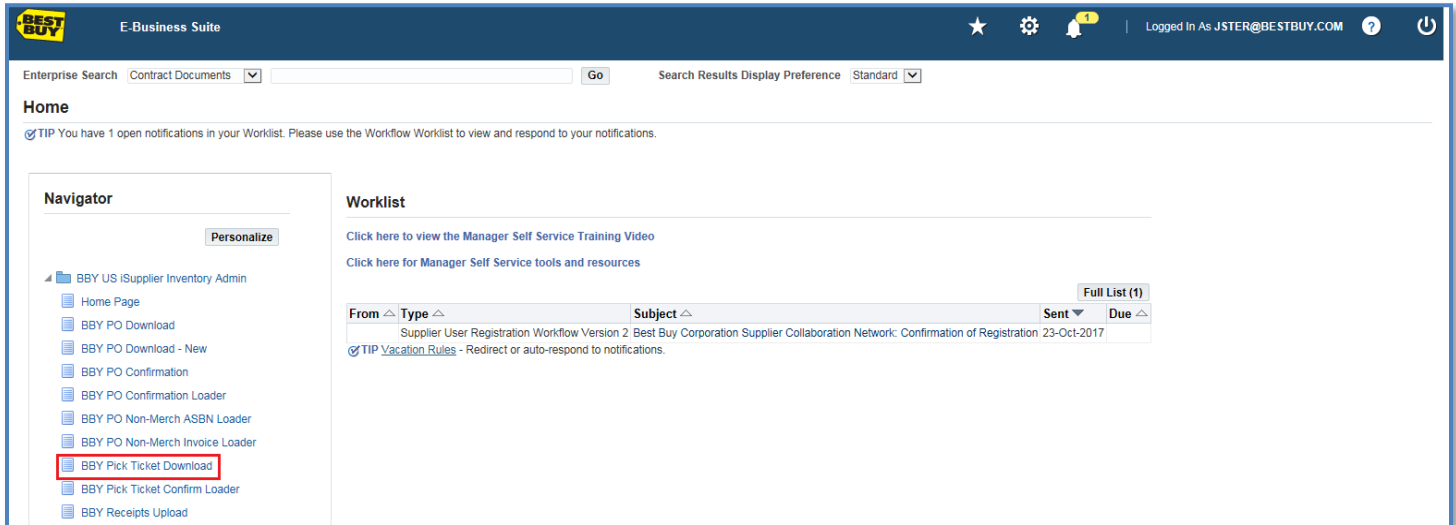 BEST BUY E-Business Suite 1 Logged In As JSTER@BESTBUY.COM ?
Enterprise Search Contract Documents Go Search Results Display Preference Standard
Home
TIP You have 1 open notifications in your Worklist. Please use the Workflow Worklist to view and respond to your notifications.
Navigator
Personalize
BBY US iSupplier Inventory Admin
Home Page
BBY PO Download
BBY PO Download - New
BBY PO Confirmation
BBY PO Confirmation Loader
BBY PO Non-Merch ASBN Loader
BBY PO Non-Merch Invoice Loader
BBY Pick Ticket Download
BBY Pick Ticket Confirm Loader
BBY Receipts Upload
Worklist
Click here to view the Manager Self Service Training Video
Click here for Manager Self Service tools and resources
Full List (1)
From Type Subject Sent Due
Supplier User Registration Workflow Version 2 Best Buy Corporation Supplier Collaboration Network: Confirmation of Registration 23-Oct-2017
TIP Vacation Rules - Redirect or auto-respond to notifications.